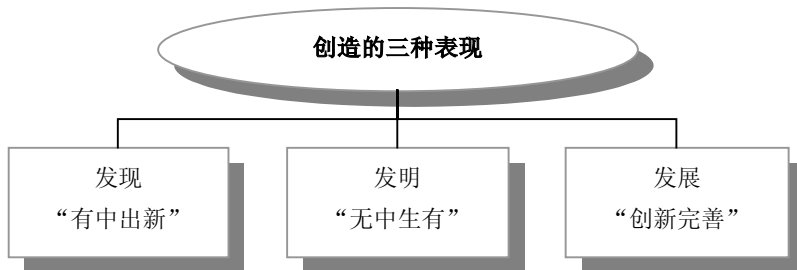 创造的三种表现
发现
“有中出新”
发明
“无中生有”
发展
“创新完善”